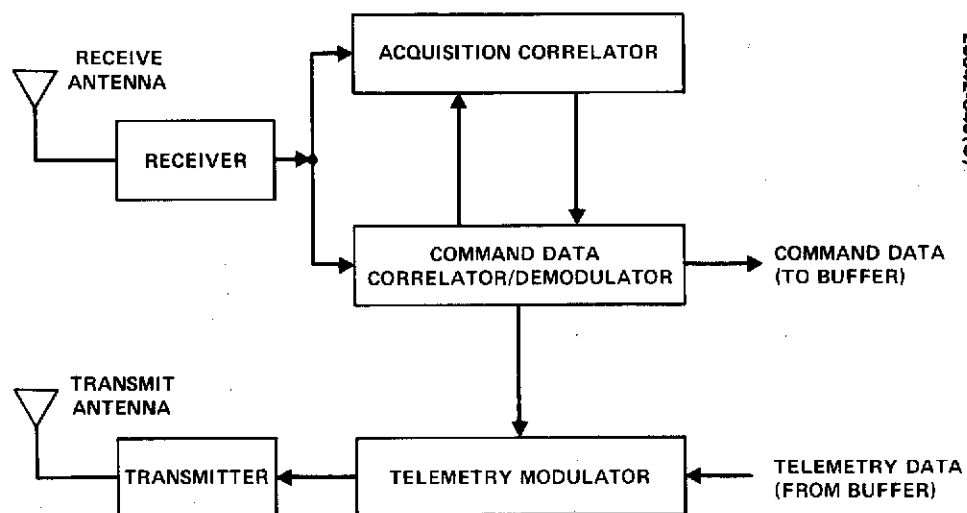 RECEIVE
ANTENNA
ACQUISITION CORRELATOR
RECEIVER
COMMAND DATA
CORRELATOR/DEMODULATOR
COMMAND DATA
(TO BUFFER)
TRANSMIT
ANTENNA
TRANSMITTER
TELEMETRY MODULATOR
TELEMETRY DATA
(FROM BUFFER)